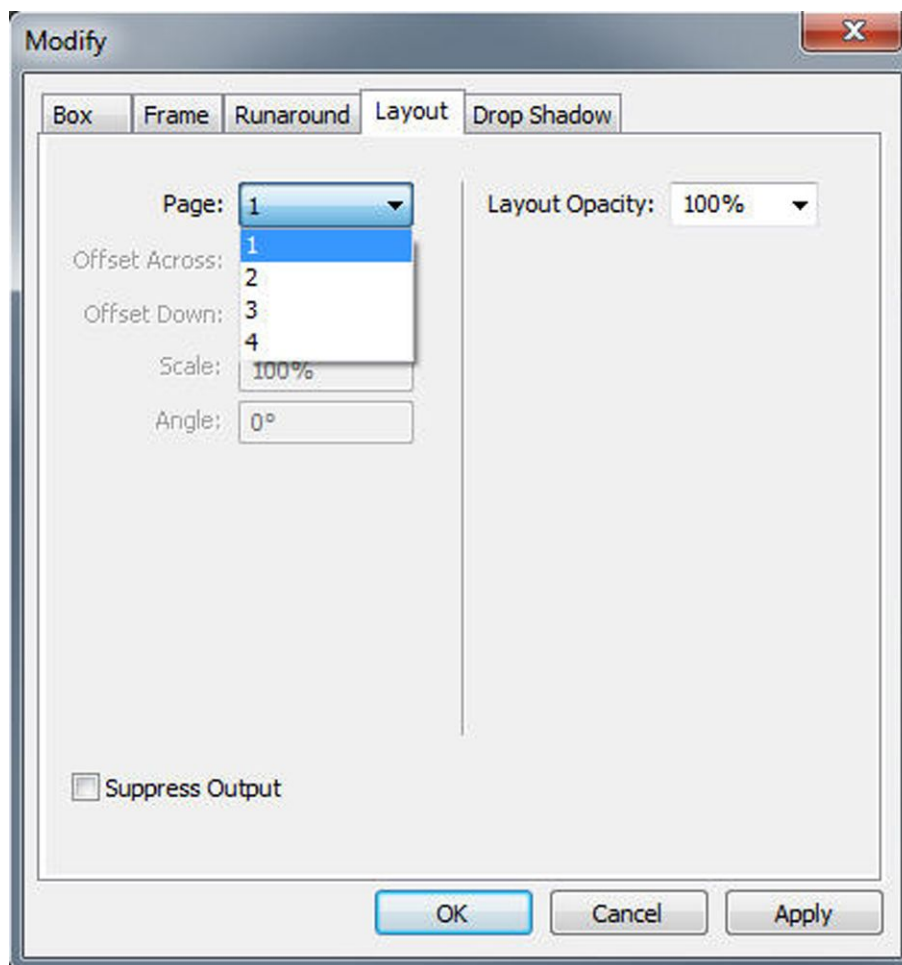 Modify
Box Frame Runaround Layout Drop Shadow
Page: 1
1
2
3
4
Offset Across:
Offset Down:
Scale: 100%
Angle: 0°
Layout Opacity: 100%
Suppress Output
OK Cancel Apply